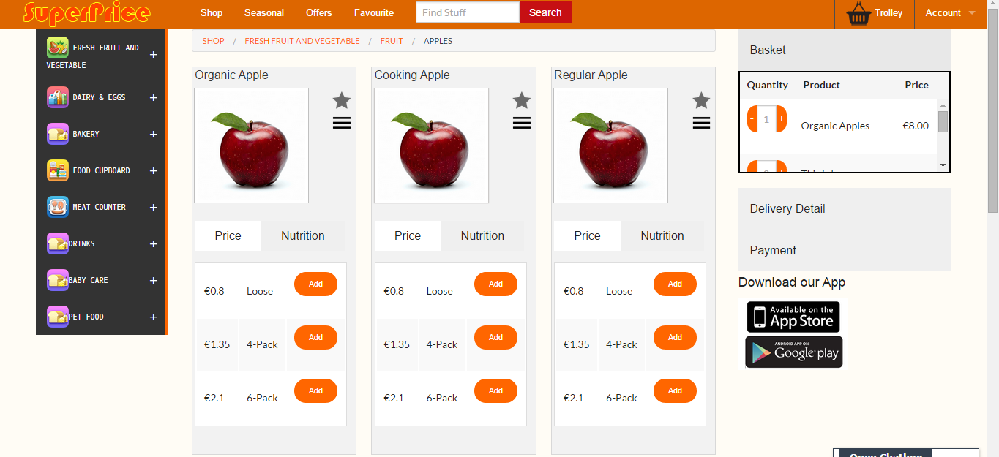 SuperPrice
Shop Seasonal Offers Favourite Find Stuff Search Trolley Account
FRESH FRUIT AND
VEGETABLE +
DAIRY & EGGS +
BAKERY +
FOOD CUPBOARD +
MEAT COUNTER +
DRINKS +
BABY CARE +
PET FOOD +
SHOP / FRESH FRUIT AND VEGETABLE / FRUIT / APPLES
Organic Apple
Price Nutrition
€0.8 Loose Add
€1.35 4-Pack Add
€2.1 6-Pack Add
Cooking Apple
Price Nutrition
€0.8 Loose Add
€1.35 4-Pack Add
€2.1 6-Pack Add
Regular Apple
Price Nutrition
€0.8 Loose Add
€1.35 4-Pack Add
€2.1 6-Pack Add
Basket
Quantity Product Price
- 1 + Organic Apples €8.00
Delivery Detail
Payment
Download our App
Available on the
App Store
ANDROID APP ON
Google play
Open Chatbox